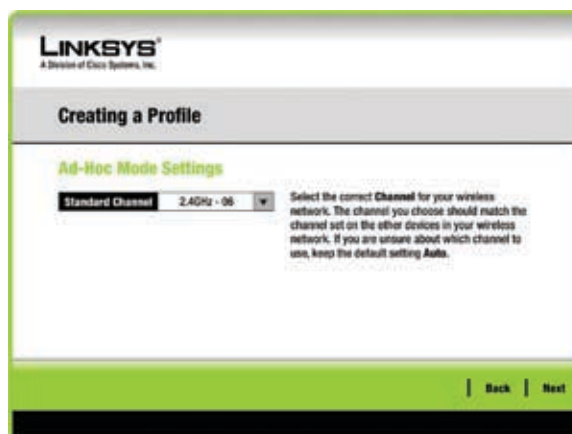 LINKSYS®
A Division of Cisco Systems, Inc.
Creating a Profile
Ad-Hoc Mode Settings
Standard Channel 2.4GHz - 06
Select the correct Channel for your wireless
network. The channel you choose should match the
channel set on the other devices in your wireless
network. If you are unsure about which channel to
use, keep the default setting Auto.
Back Next